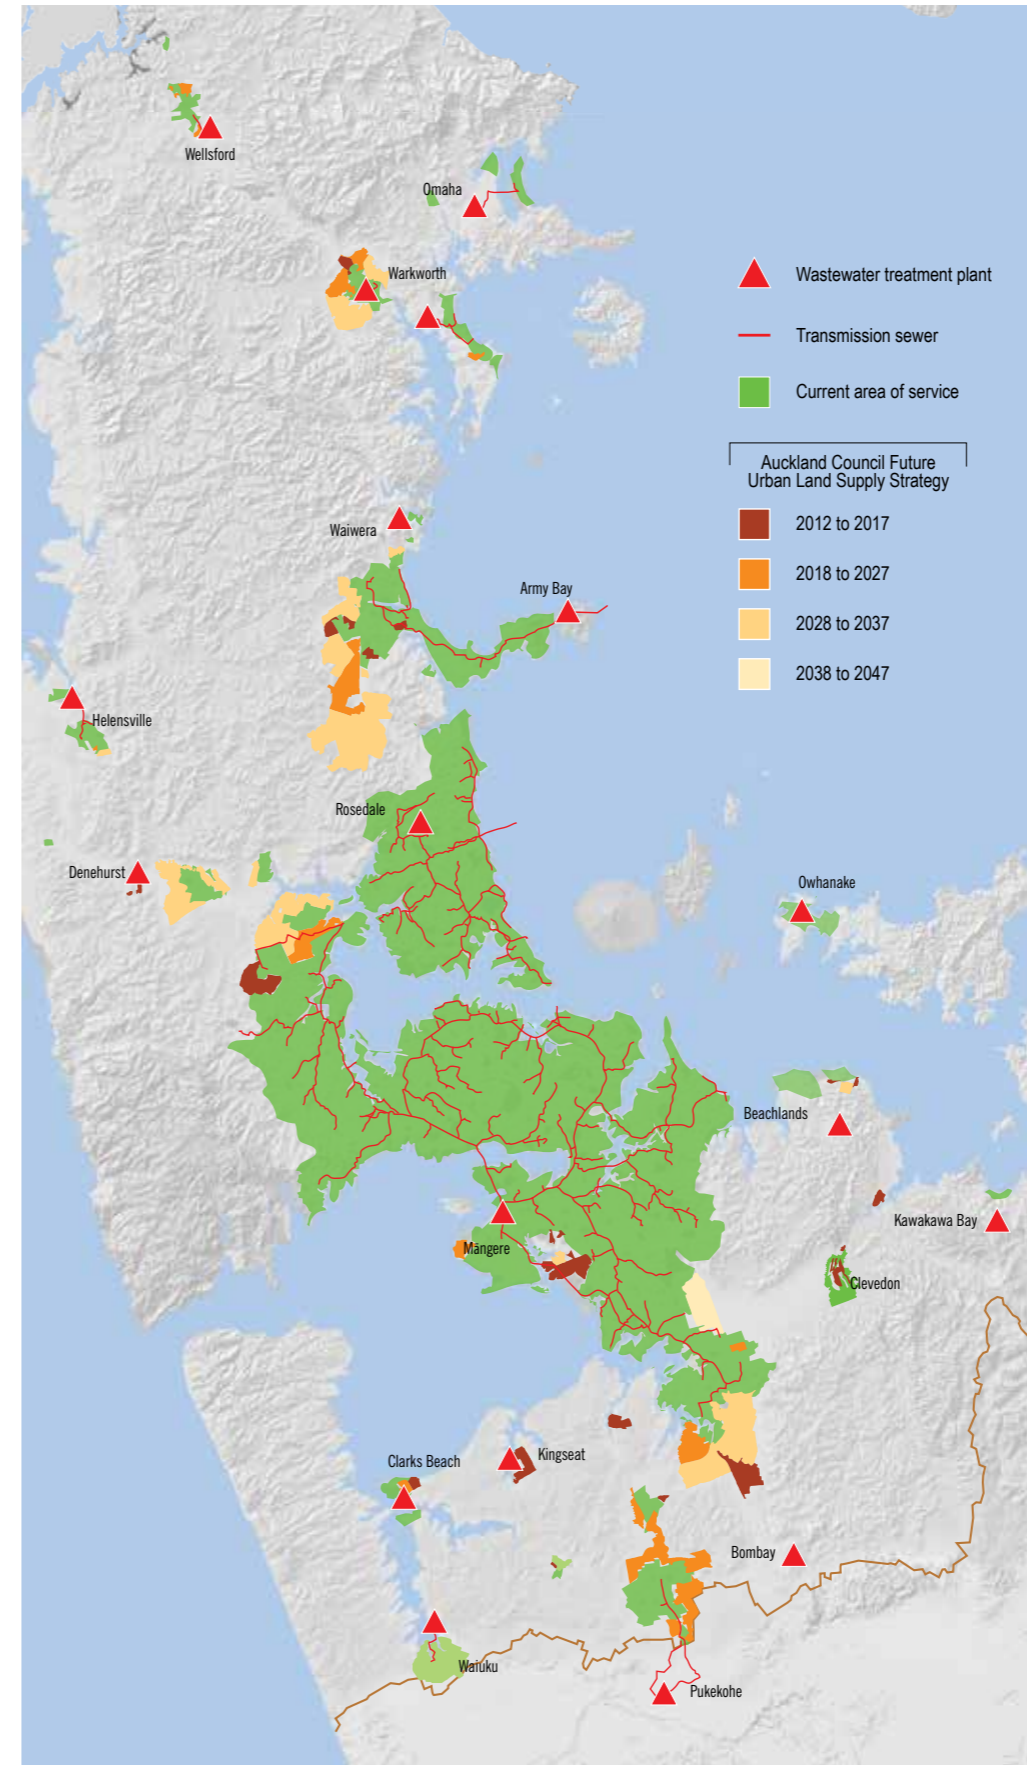 Wellsford
Omaha
Warkworth
Wastewater treatment plant
Transmission sewer
Current area of service
Auckland Council Future
Urban Land Supply Strategy
2012 to 2017
2018 to 2027
2028 to 2037
2038 to 2047
Waiwera
Army Bay
Helensville
Rosedale
Denehurst
Owhanake
Beachlands
Kawakawa Bay
Māngere
Clevedon
Kingseat
Clarks Beach
Bombay
Waiuku
Pukekohe